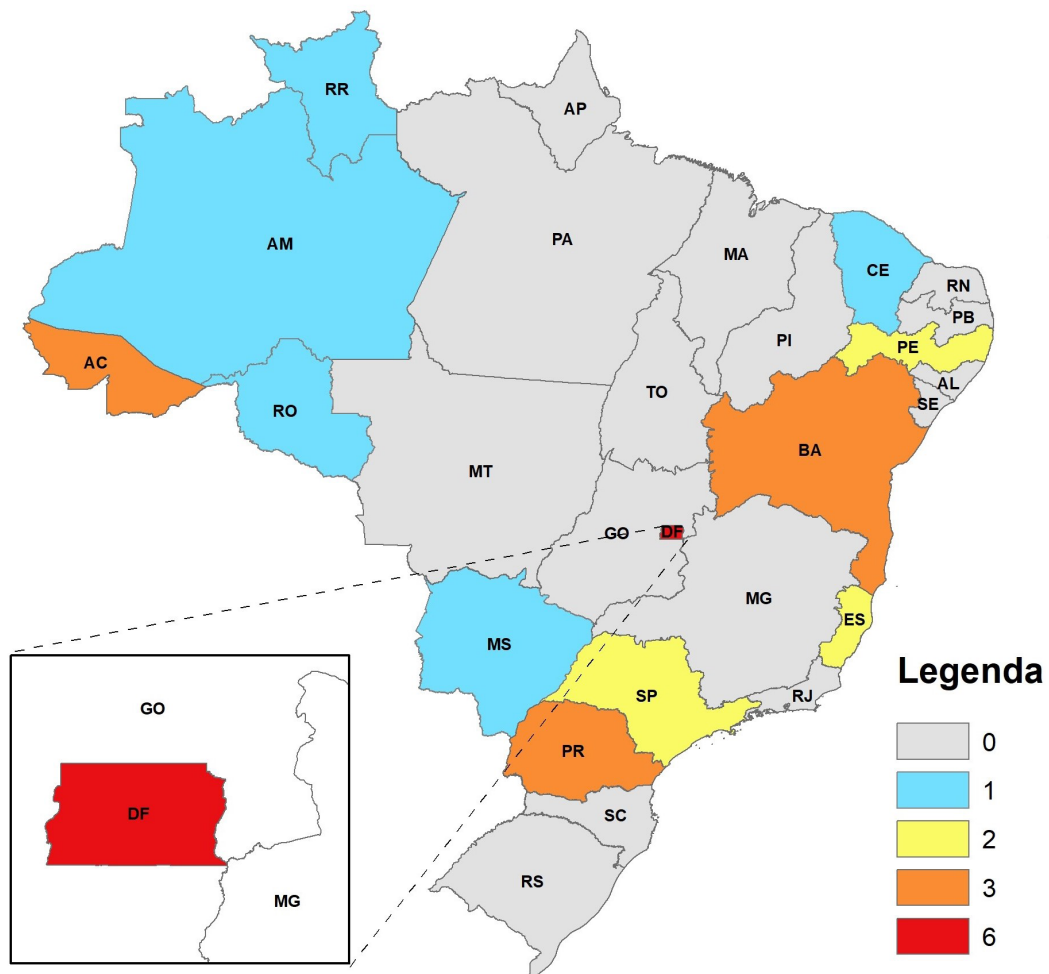 RR
AP
AM
PA
MA
CE
RN
PB
PI
PE
AC
AL
TO
SE
RO
BA
MT
GO
DF
MG
ES
MS
SP
RJ
PR
SC
RS
GO
DF
MG
Legenda
0
1
2
3
6